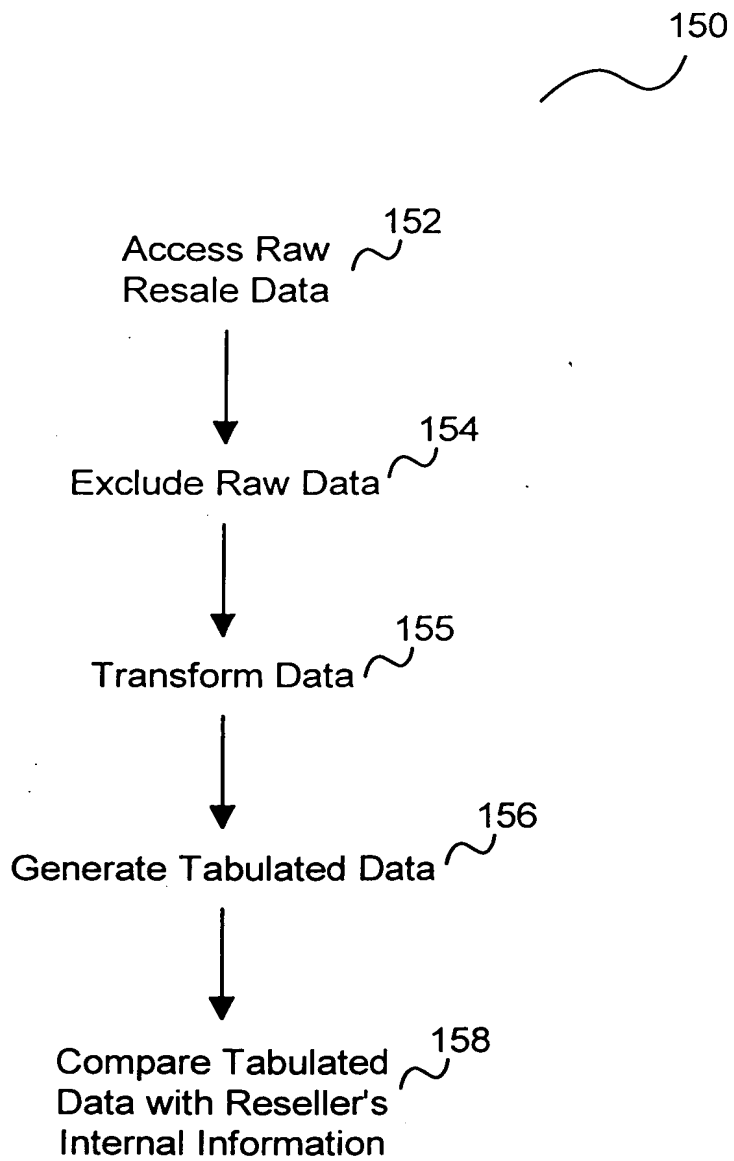 150
152
Access Raw
Resale Data
154
Exclude Raw Data
155
Transform Data
156
Generate Tabulated Data
158
Compare Tabulated
Data with Reseller's
Internal Information